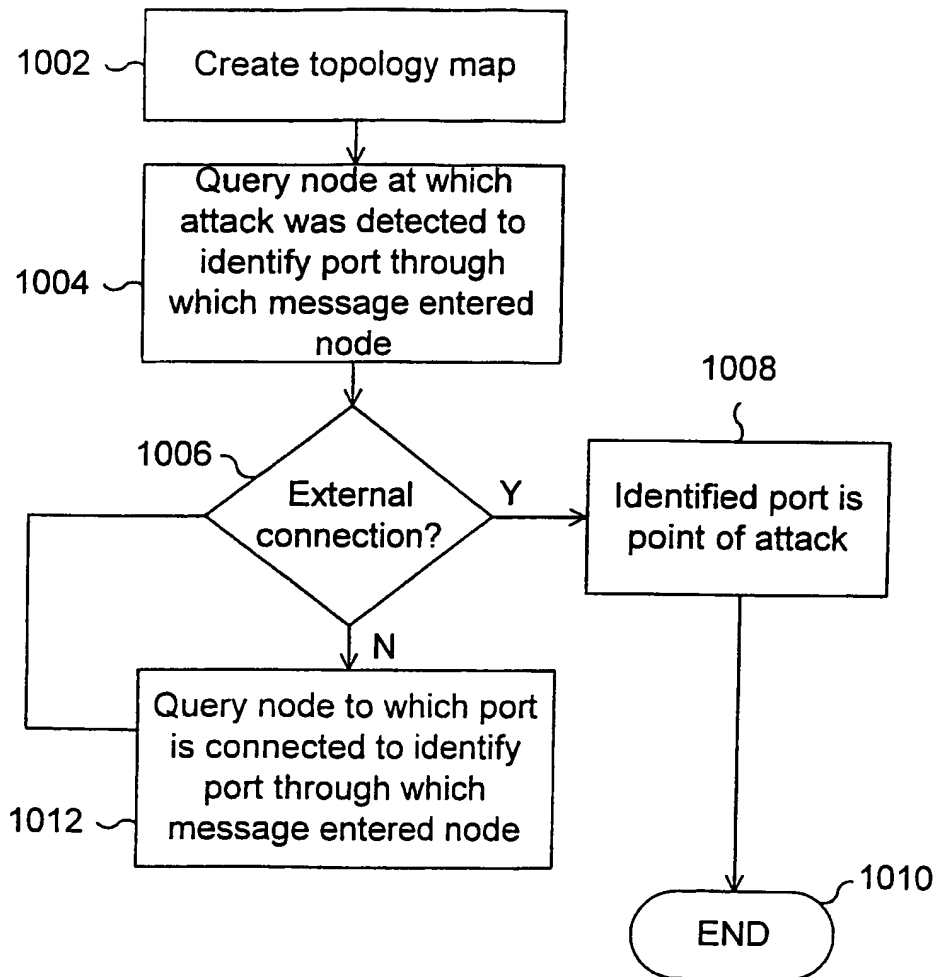 1002
Create topology map
1004
Query node at which
attack was detected to
identify port through
which message entered
node
1006
External
connection?
Y
N
1008
Identified port is
point of attack
1012
Query node to which port
is connected to identify
port through which
message entered node
1010
END